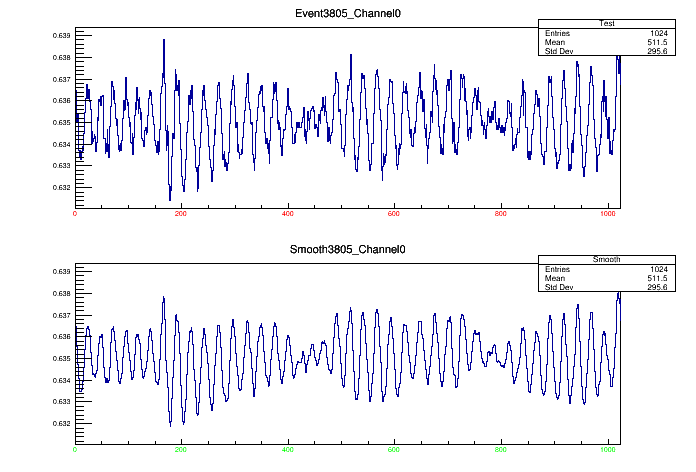 Event3805_Channel0
Test
Entries 1024
Mean 511.5
Std Dev 295.6
0.639
0.638
0.637
0.636
0.635
0.634
0.633
0.632
0 200 400 600 800 1000
Smooth3805_Channel0
Smooth
Entries 1024
Mean 511.5
Std Dev 295.6
0.639
0.638
0.637
0.636
0.635
0.634
0.633
0.632
0 200 400 600 800 1000